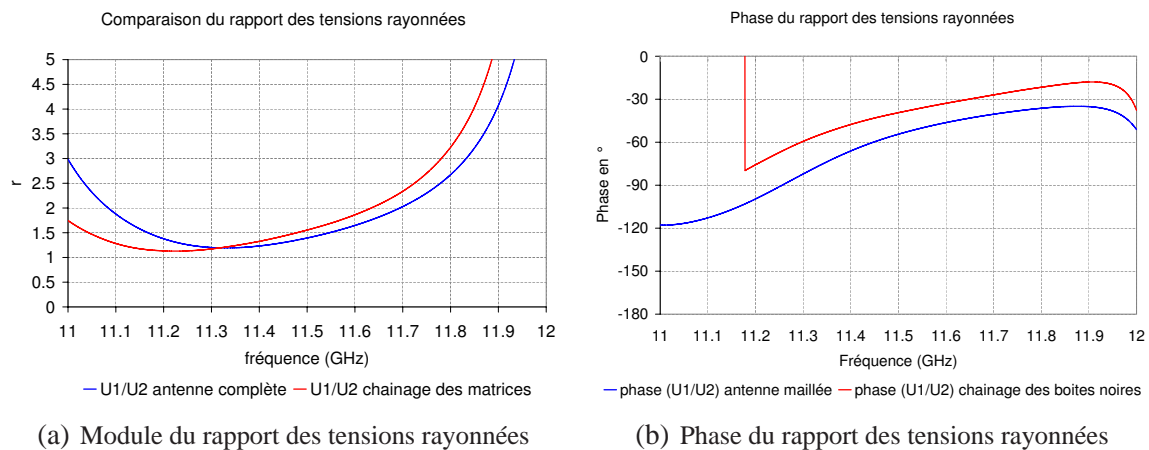 Comparaison du rapport des tensions rayonnées
5
4.5
4
3.5
3
2.5
2
1.5
1
0.5
0
r
11 11.1 11.2 11.3 11.4 11.5 11.6 11.7 11.8 11.9 12
fréquence (GHz)
U1/U2 antenne complète U1/U2 chainage des matrices
(a) Module du rapport des tensions rayonnées
Phase du rapport des tensions rayonnées
0
-30
-60
-90
-120
-150
-180
Phase en °
11 11.1 11.2 11.3 11.4 11.5 11.6 11.7 11.8 11.9 12
Fréquence (GHz)
phase (U1/U2) antenne maillée phase (U1/U2) chainage des boites noires
(b) Phase du rapport des tensions rayonnées